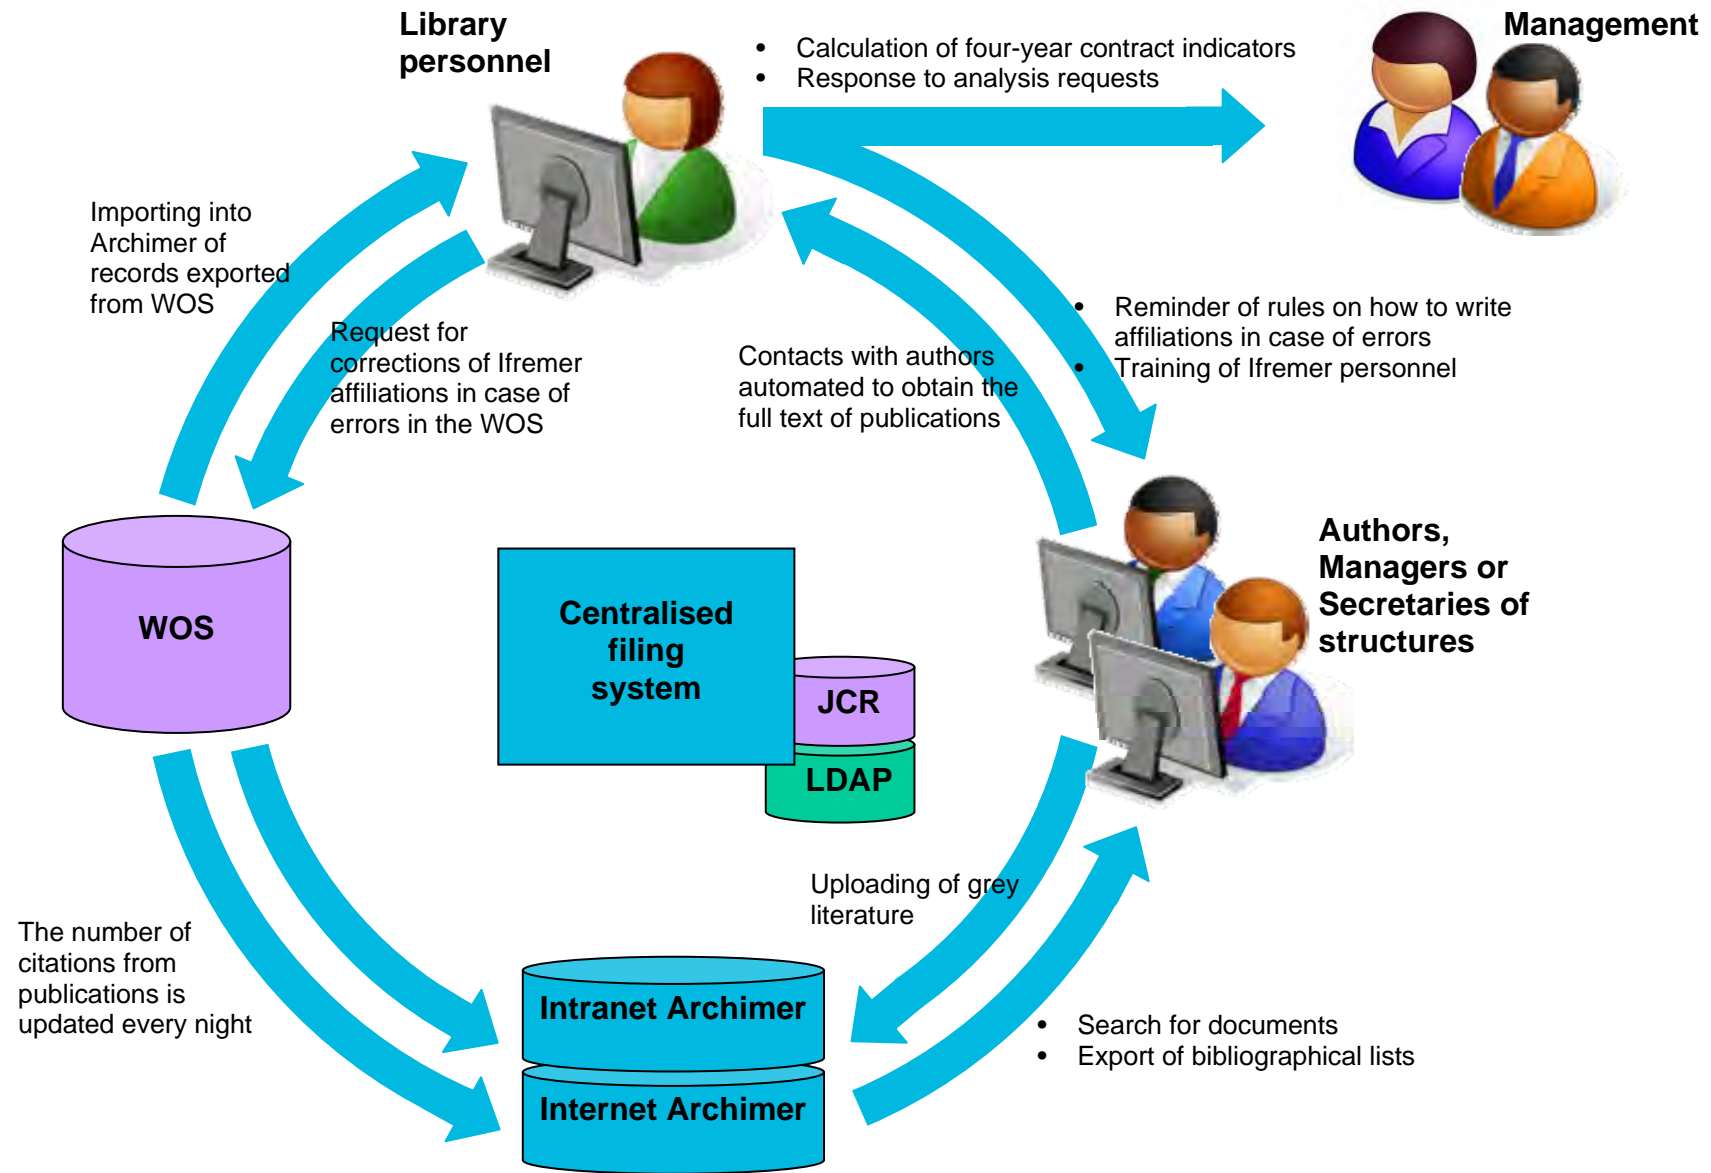 Library
personnel
• Calculation of four-year contract indicators
• Response to analysis requests
Management
Importing into
Archimer of
records exported
from WOS
Request for
corrections of Ifremer
affiliations in case of
errors in the WOS
Contacts with authors
automated to obtain the
full text of publications
• Reminder of rules on how to write
affiliations in case of errors
• Training of Ifremer personnel
Authors,
Managers or
Secretaries of
structures
WOS
Centralised
filing
system
JCR
LDAP
Uploading of grey
literature
The number of
citations from
publications is
updated every night
Intranet Archimer
Internet Archimer
• Search for documents
• Export of bibliographical lists